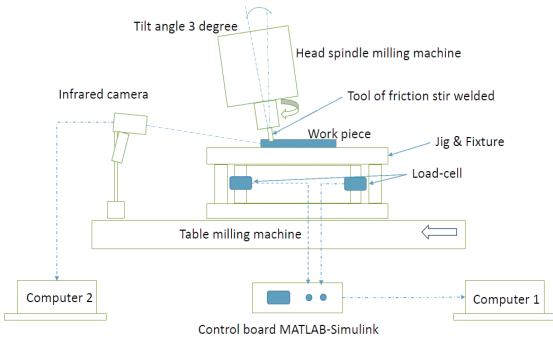 Tilt angle 3 degree
Head spindle milling machine
Infrared camera
Tool of friction stir welded
Work piece
Jig & Fixture
Load-cell
Table milling machine
Computer 2
Computer 1
Control board MATLAB-Simulink